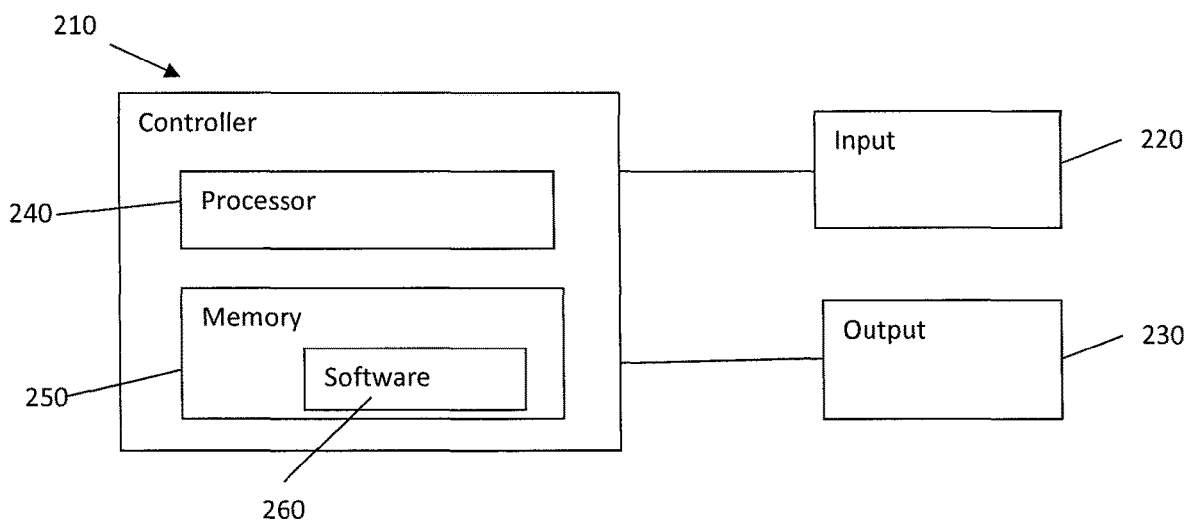 210
Controller
Input
220
Processor
240
Memory
Output
230
Software
250
260